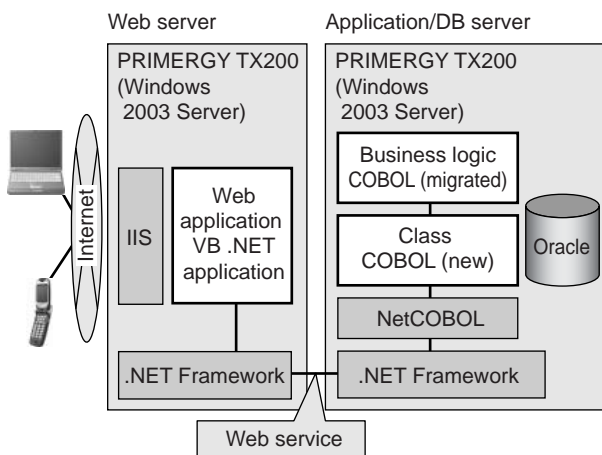 Web server
PRIMERGY TX200
(Windows
2003 Server)
Internet
IIS
Web
application
VB .NET
application
.NET Framework
Application/DB server
PRIMERGY TX200
(Windows
2003 Server)
Business logic
COBOL (migrated)
Class
COBOL (new)
Oracle
NetCOBOL
.NET Framework
Web service